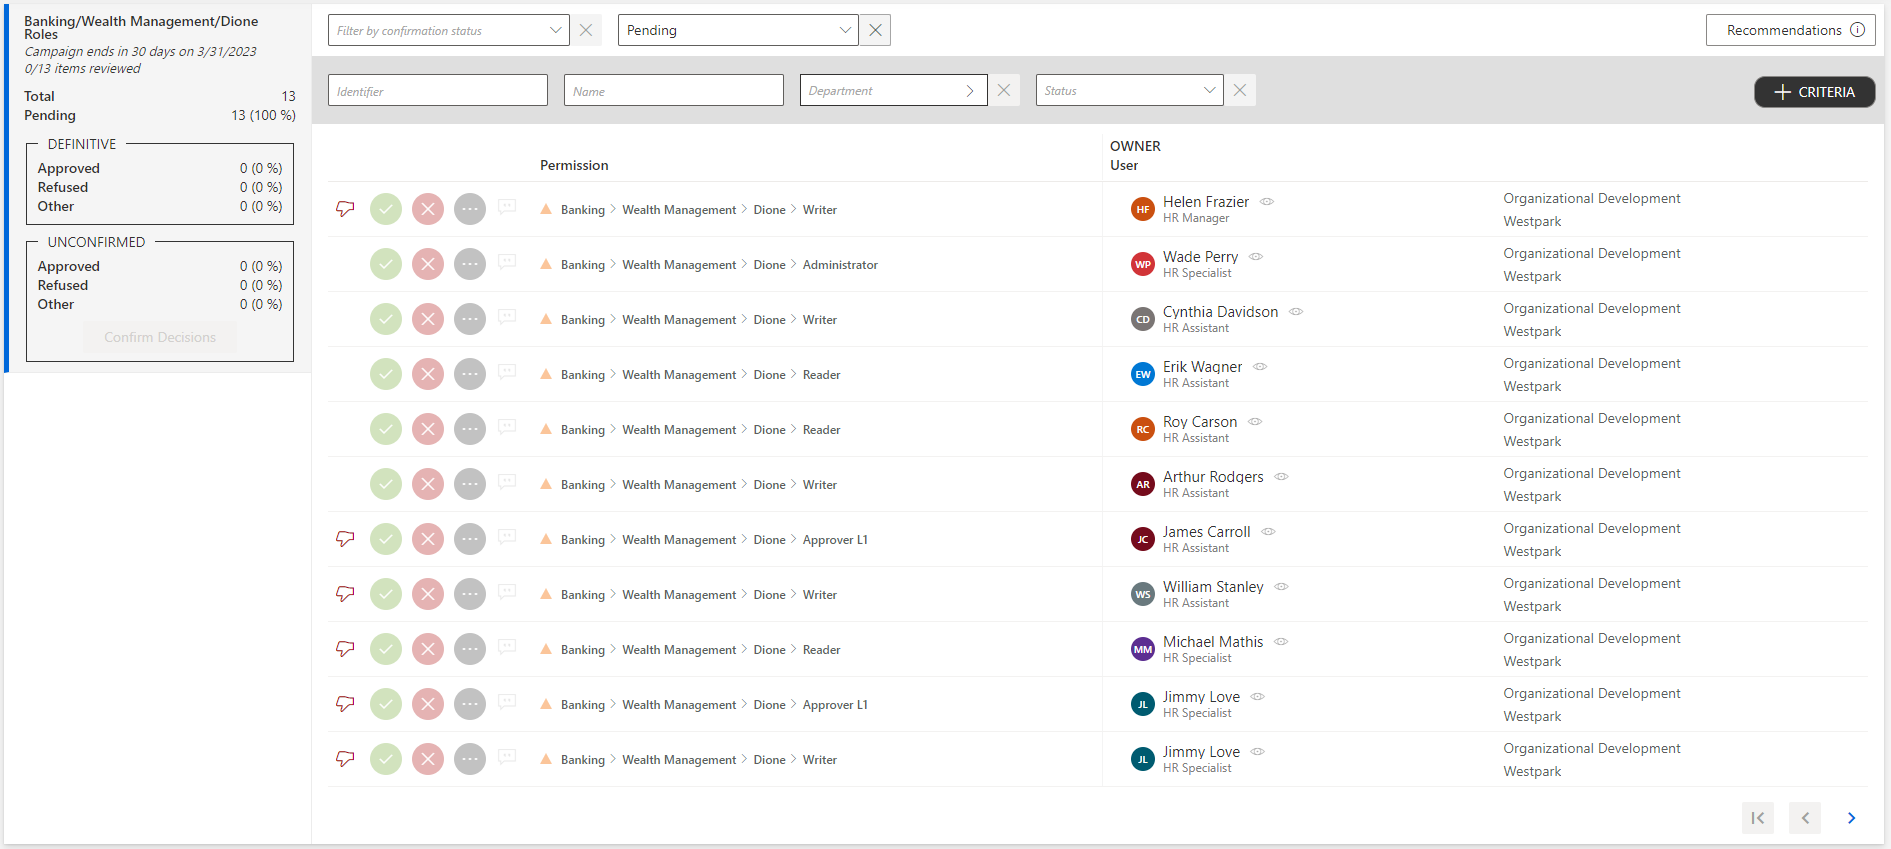 Banking/Wealth Management/Dione
Roles
Campaign ends in 30 days on 3/31/2023
0/13 items reviewed
Total 13
Pending 13 (100 %)
DEFINITIVE
Approved 0 (0 %)
Refused 0 (0 %)
Other 0 (0 %)
UNCONFIRMED
Approved 0 (0 %)
Refused 0 (0 %)
Other 0 (0 %)
Confirm Decisions
Filter by confirmation status Pending Recommendations
Identifier Name Department Status CRITERIA
OWNER
Permission User
Banking > Wealth Management > Dione > Writer HF Helen Frazier Organizational Development
HR Manager Westpark
Banking > Wealth Management > Dione > Administrator WP Wade Perry Organizational Development
HR Specialist Westpark
Banking > Wealth Management > Dione > Writer CD Cynthia Davidson Organizational Development
HR Assistant Westpark
Banking > Wealth Management > Dione > Reader EW Erik Wagner Organizational Development
HR Assistant Westpark
Banking > Wealth Management > Dione > Reader RC Roy Carson Organizational Development
HR Assistant Westpark
Banking > Wealth Management > Dione > Writer AR Arthur Rodgers Organizational Development
HR Assistant Westpark
Banking > Wealth Management > Dione > Approver L1 JC James Carroll Organizational Development
HR Assistant Westpark
Banking > Wealth Management > Dione > Writer WS William Stanley Organizational Development
HR Assistant Westpark
Banking > Wealth Management > Dione > Reader MM Michael Mathis Organizational Development
HR Specialist Westpark
Banking > Wealth Management > Dione > Approver L1 JL Jimmy Love Organizational Development
HR Specialist Westpark
Banking > Wealth Management > Dione > Writer JL Jimmy Love Organizational Development
HR Specialist Westpark